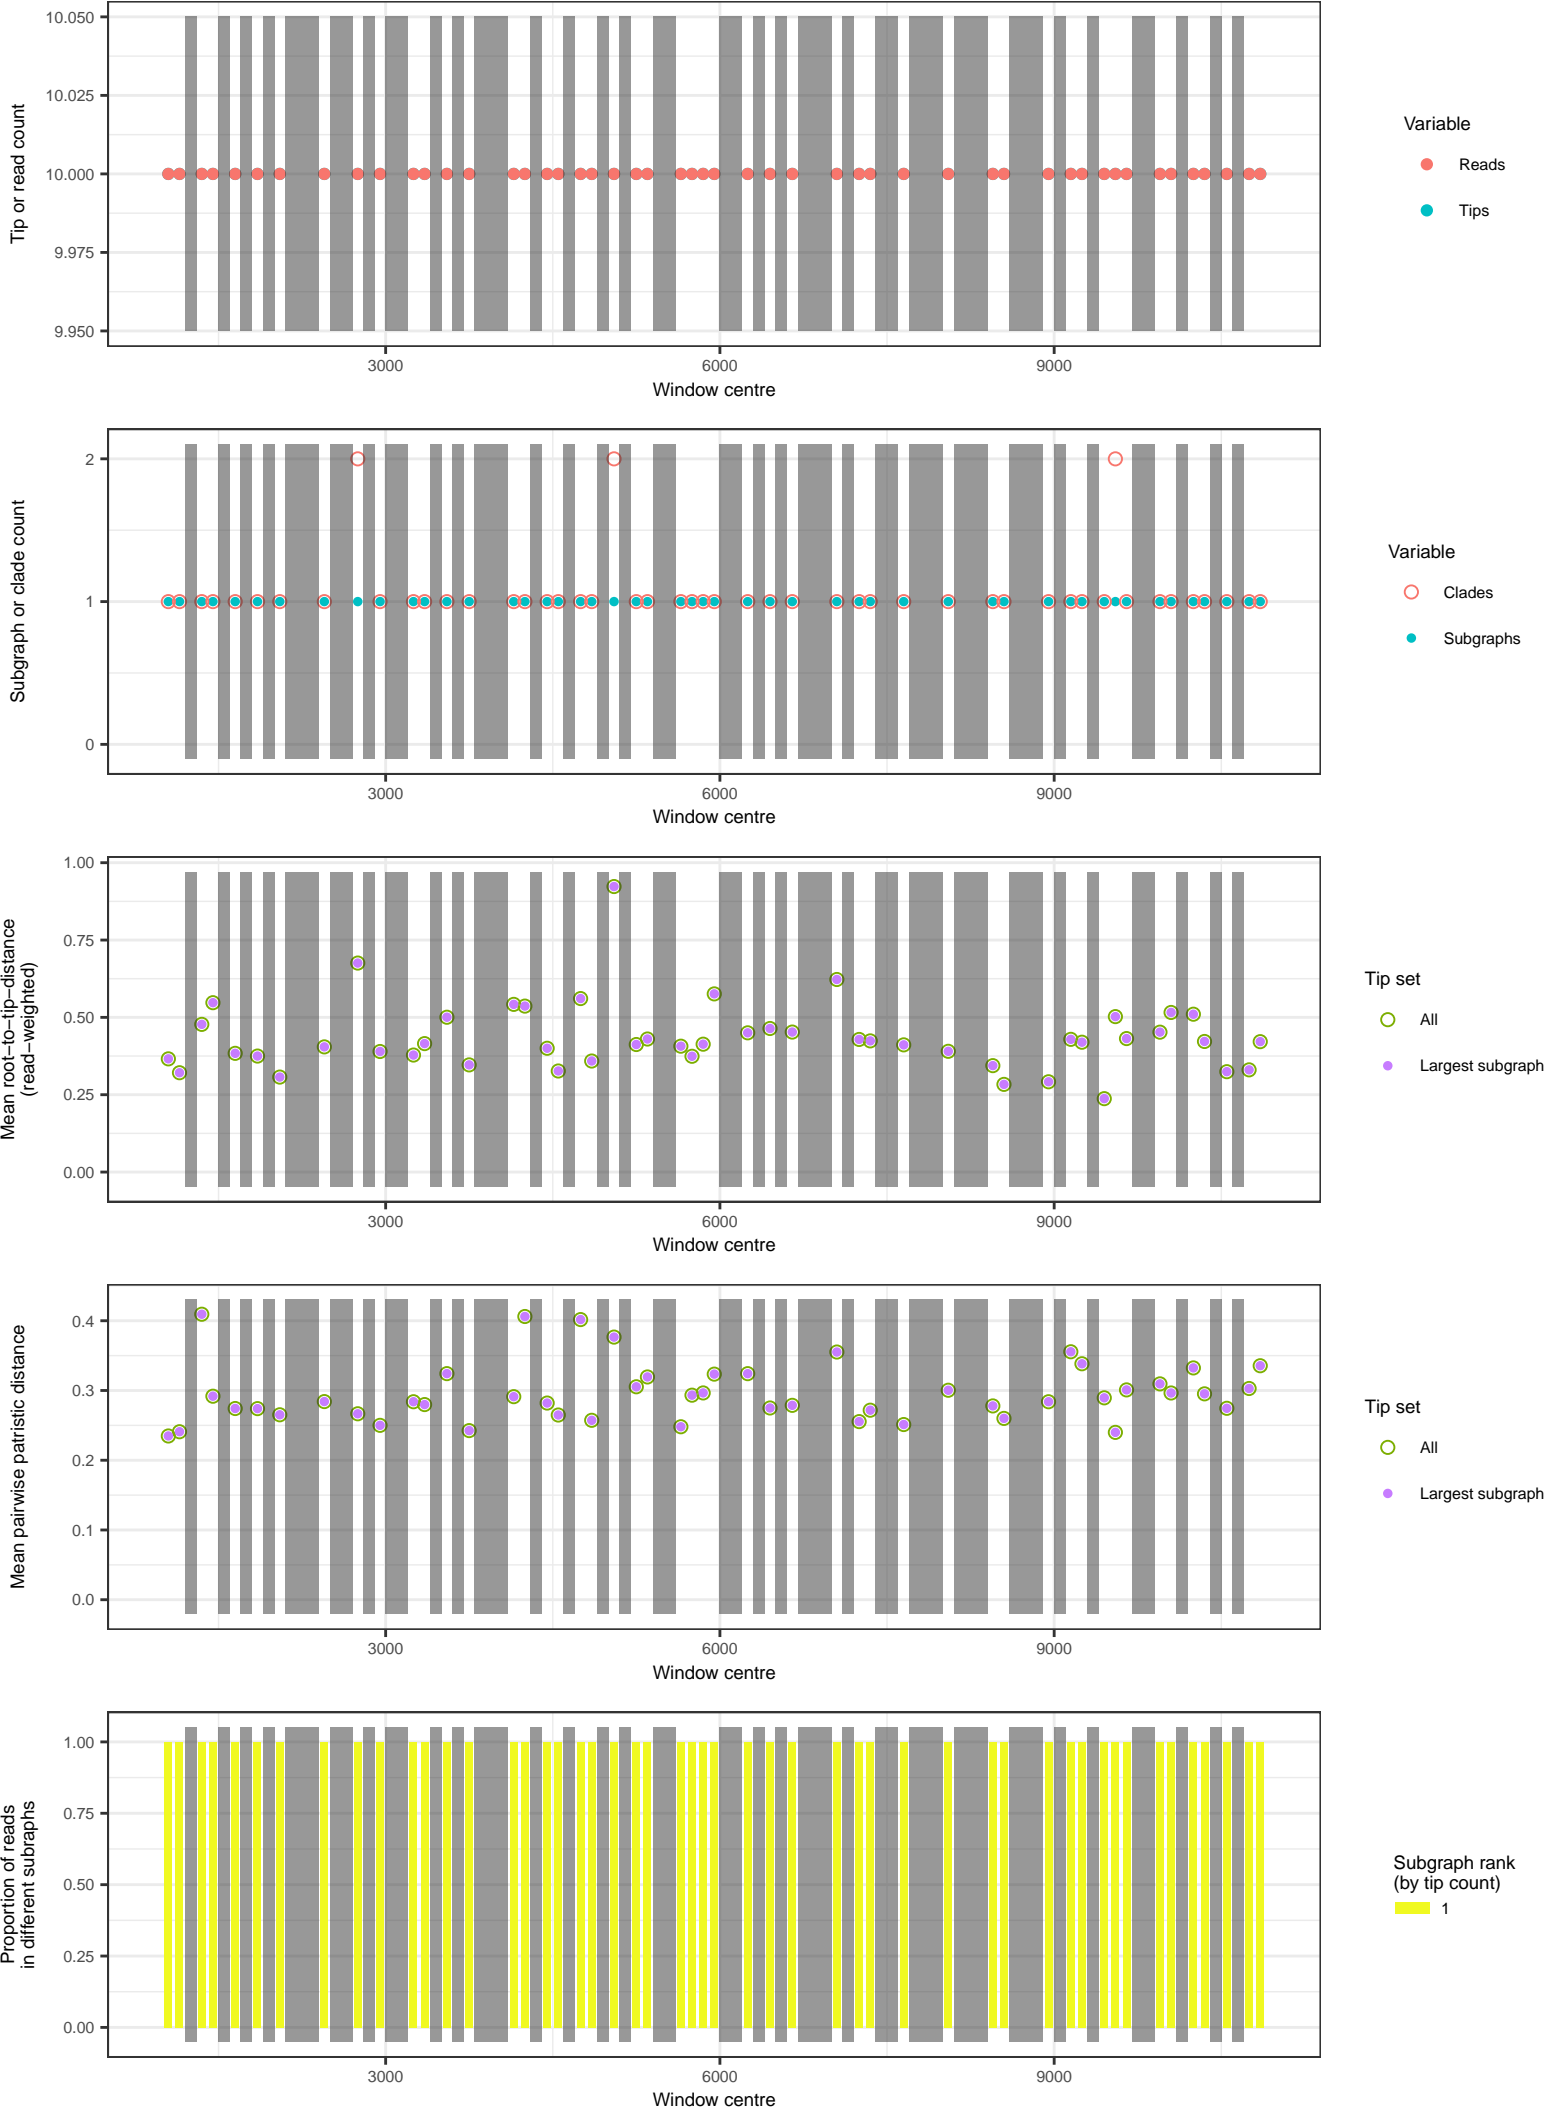 10.050
10.025
10.000
9.975
9.950
Tip or read count
3000
6000
9000
Window centre
Variable
Reads
Tips
2
1
0
Subgraph or clade count
3000
6000
9000
Window centre
Variable
Clades
Subgraphs
1.00
0.75
0.50
0.25
0.00
Mean root−to−tip−distance
(read−weighted)
3000
6000
9000
Window centre
Tip set
All
Largest subgraph
0.4
0.3
0.2
0.1
0.0
Mean pairwise patristic distance
3000
6000
9000
Window centre
Tip set
All
Largest subgraph
1.00
0.75
0.50
0.25
0.00
Proportion of reads
in different subraphs
3000
6000
9000
Window centre
Subgraph rank
(by tip count)
1